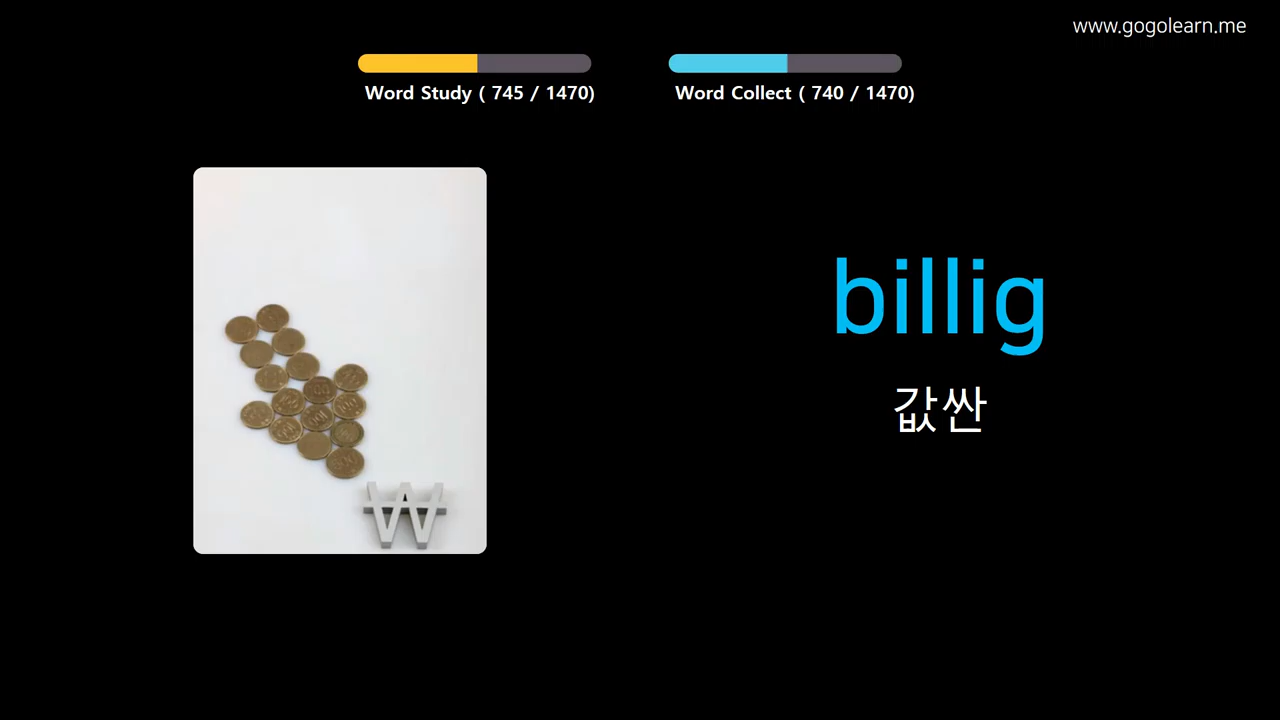 www.gogolearn.me
Word Study ( 745 / 1470)
Word Collect ( 740 / 1470)
billig
값싼
₩